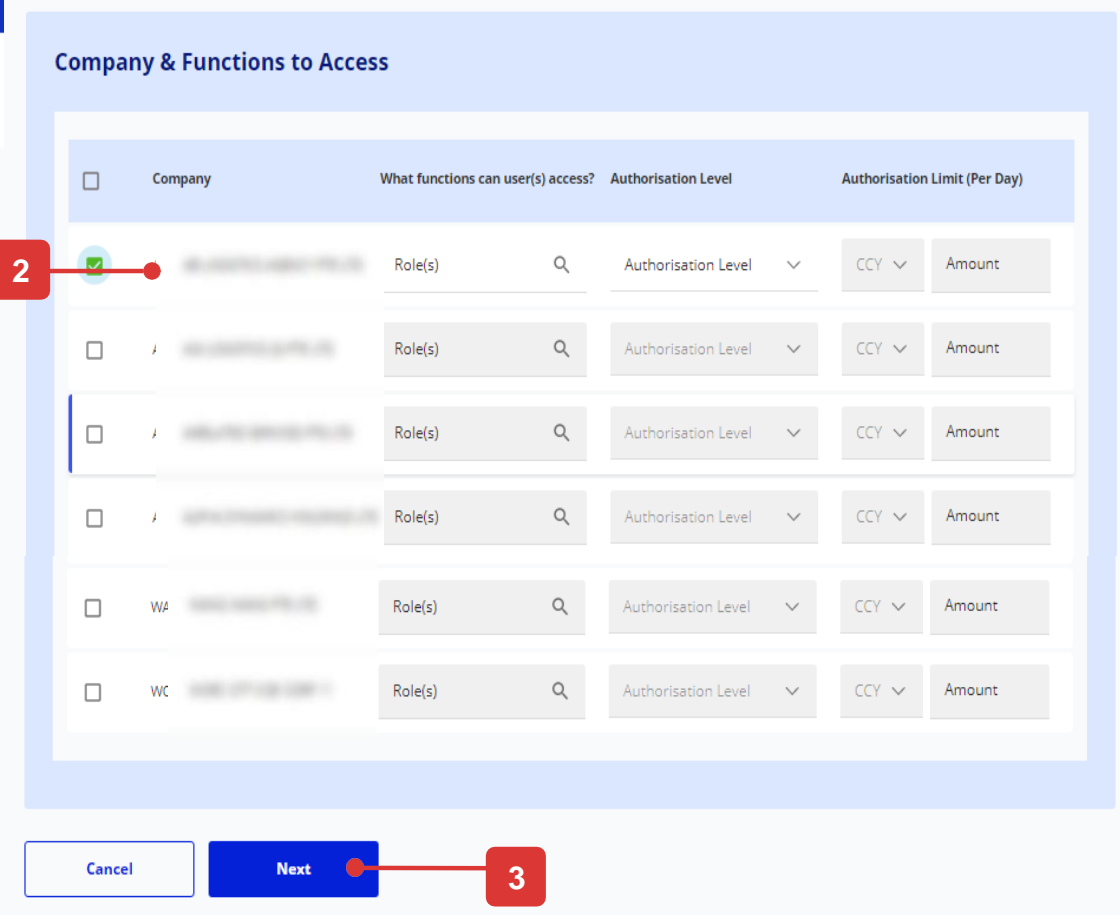 Company & Functions to Access
Company What functions can user(s) access? Authorisation Level Authorisation Limit (Per Day)
2 Role(s) Authorisation Level CCY Amount
Role(s) Authorisation Level CCY Amount
Role(s) Authorisation Level CCY Amount
Role(s) Authorisation Level CCY Amount
WA Role(s) Authorisation Level CCY Amount
WC Role(s) Authorisation Level CCY Amount
Cancel Next 3